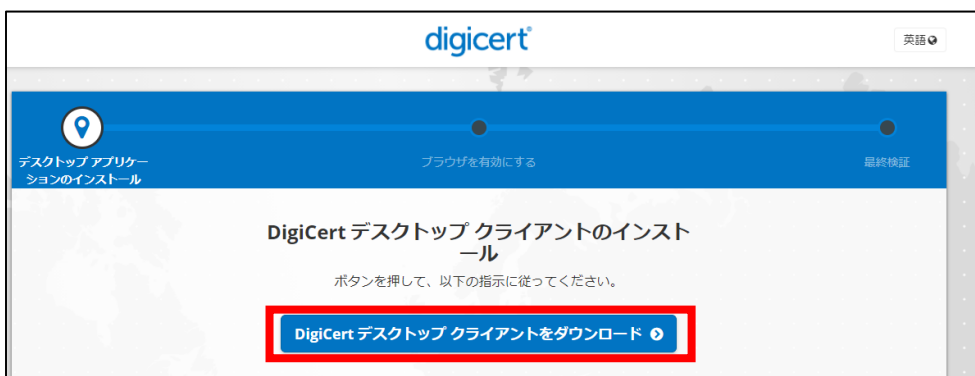 digicert®
英語
デスクトップ アプリケー
ションのインストール
ブラウザを有効にする
最終検証
DigiCert デスクトップ クライアントのインスト
ール
ボタンを押して、以下の指示に従ってください。
DigiCert デスクトップ クライアントをダウンロード